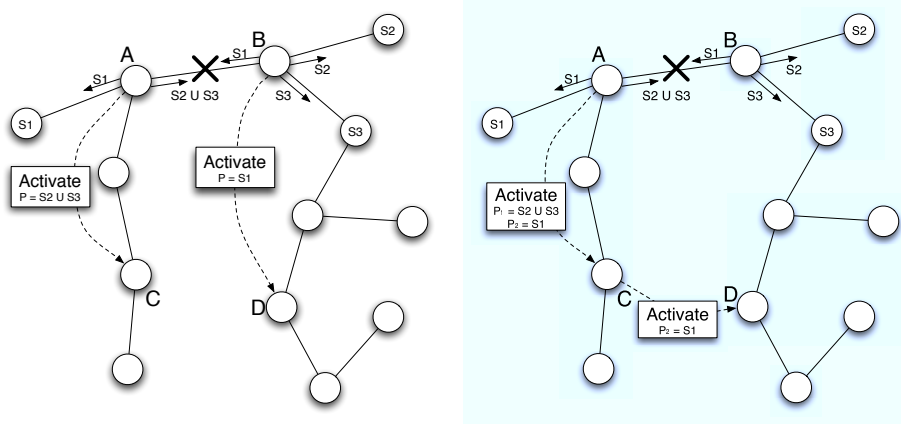 A
B
S1
S1
S2
S2
S2 U S3
S3
S1
S3
Activate
P = S2 U S3
Activate
P = S1
C
D
A
B
S1
S1
S2
S2
S2 U S3
S3
S1
S3
Activate
P₁ = S2 U S3
P₂ = S1
C
D
Activate
P₂ = S1